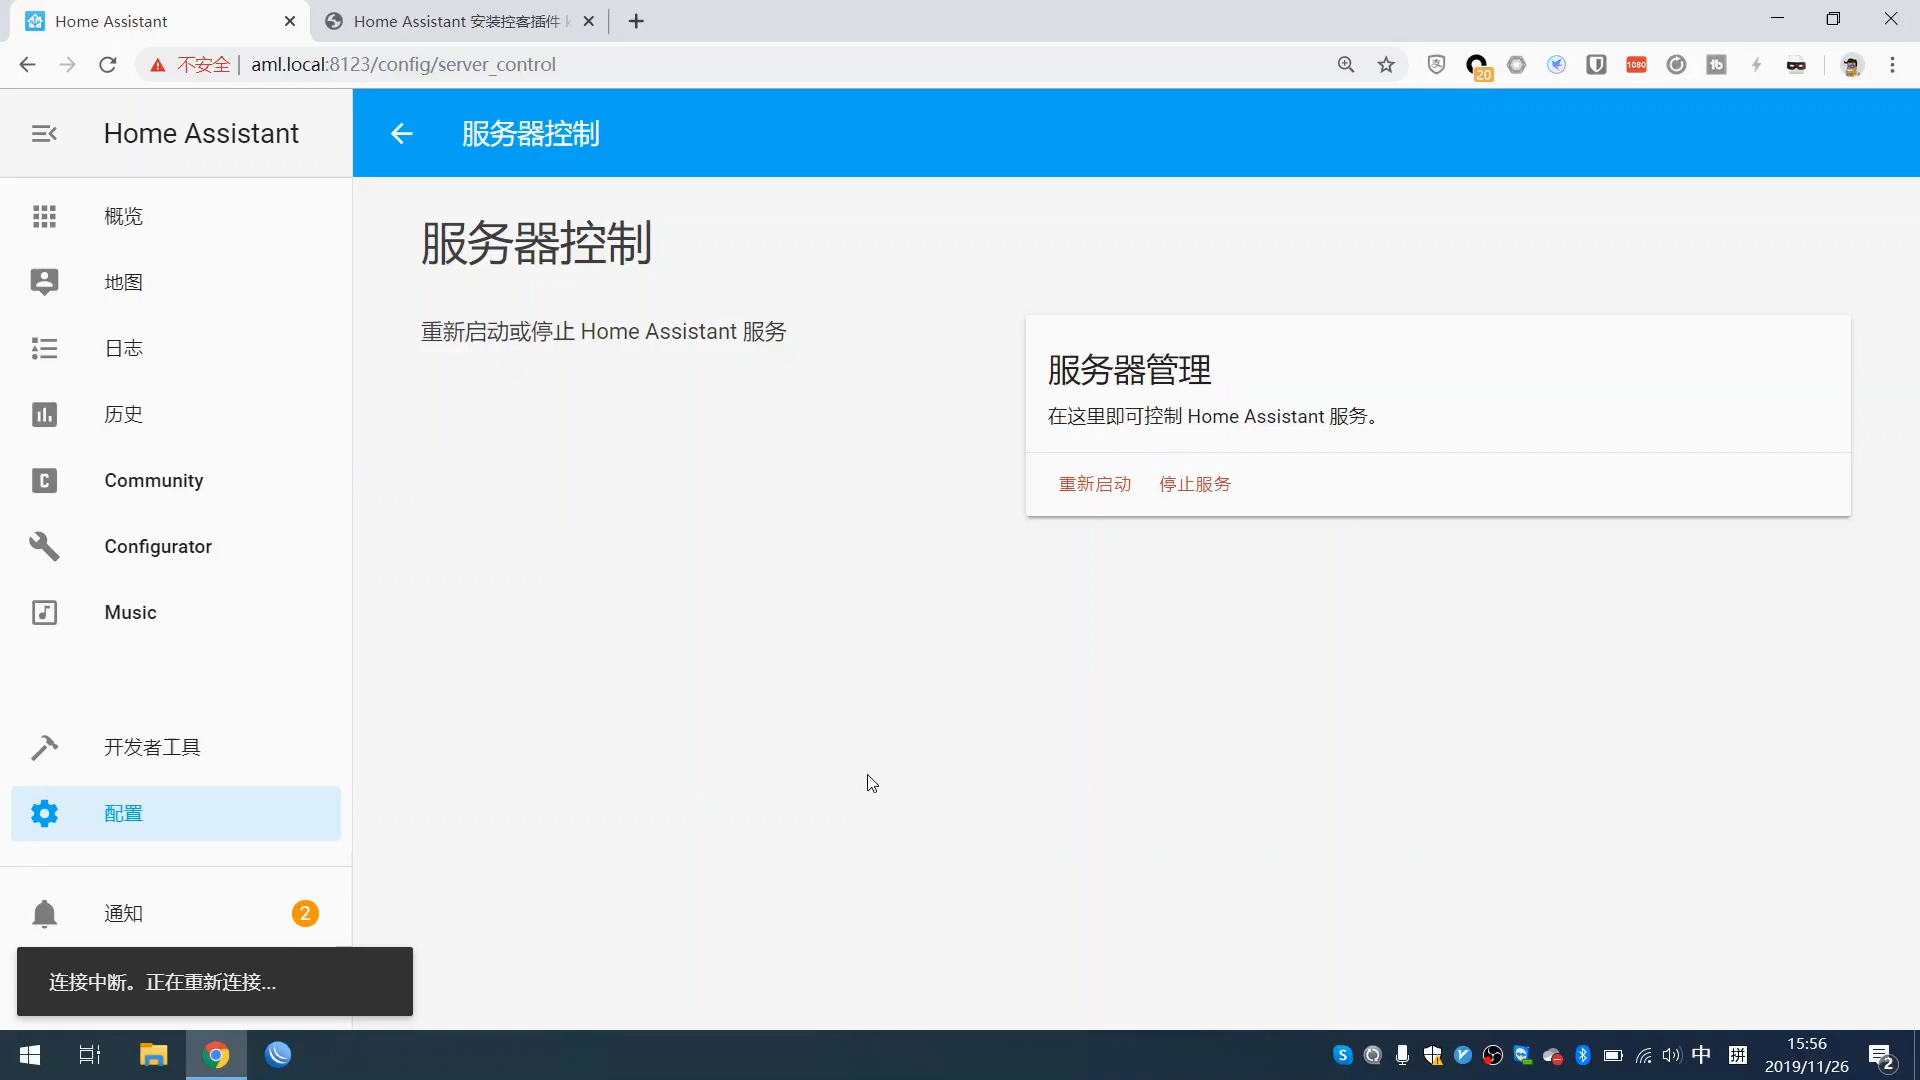 Home Assistant
Home Assistant 安装控客插件
不安全
aml.local:8123/config/server_control
20
1080
Home Assistant
服务器控制
概览
地图
日志
历史
Community
Configurator
Music
开发者工具
配置
通知
2
服务器控制
重新启动或停止 Home Assistant 服务
服务器管理
在这里即可控制 Home Assistant 服务。
重新启动
停止服务
连接中断。正在重新连接...
中
拼
15:56
2019/11/26
2